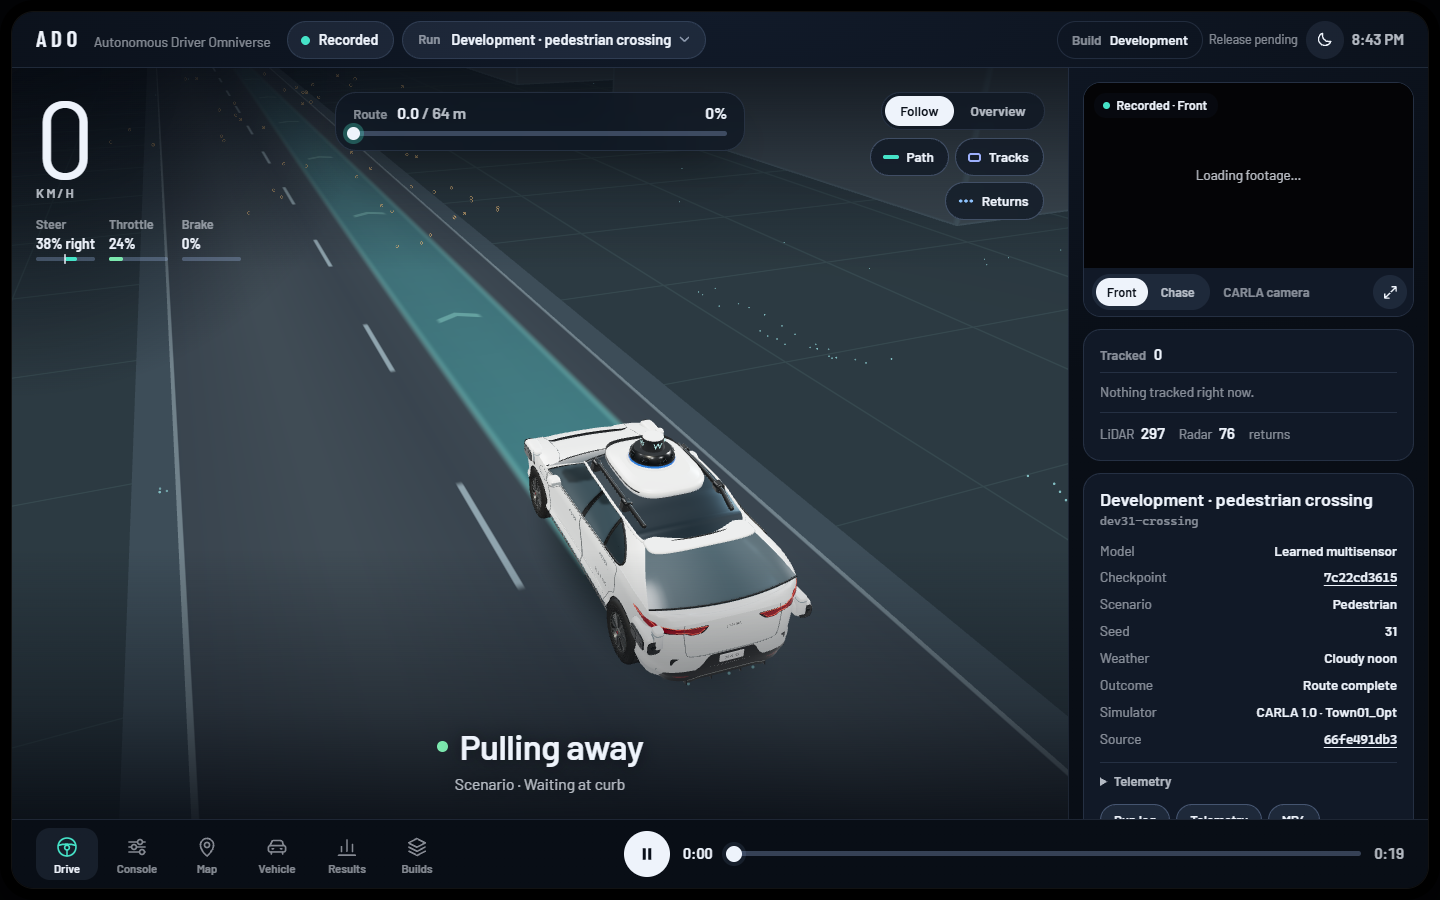 ADO Autonomous Driver Omniverse Recorded Run Development · pedestrian crossing Build Development Release pending 8:43 PM
0
KM/H
Steer Throttle Brake
38% right 24% 0%
Route 0.0 / 64 m 0%
Follow Overview
Path Tracks
Returns
Pulling away
Scenario · Waiting at curb
Recorded · Front
Loading footage...
Front Chase CARLA camera
Tracked 0
Nothing tracked right now.
LiDAR 297 Radar 76 returns
Development · pedestrian crossing
dev31-crossing
Model Learned multisensor
Checkpoint 7c22cd3615
Scenario Pedestrian
Seed 31
Weather Cloudy noon
Outcome Route complete
Simulator CARLA 1.0 · Town01_Opt
Source 66fe491db3
Telemetry
Run log Telemetry MP4
Drive Console Map Vehicle Results Builds
0:00 0:19